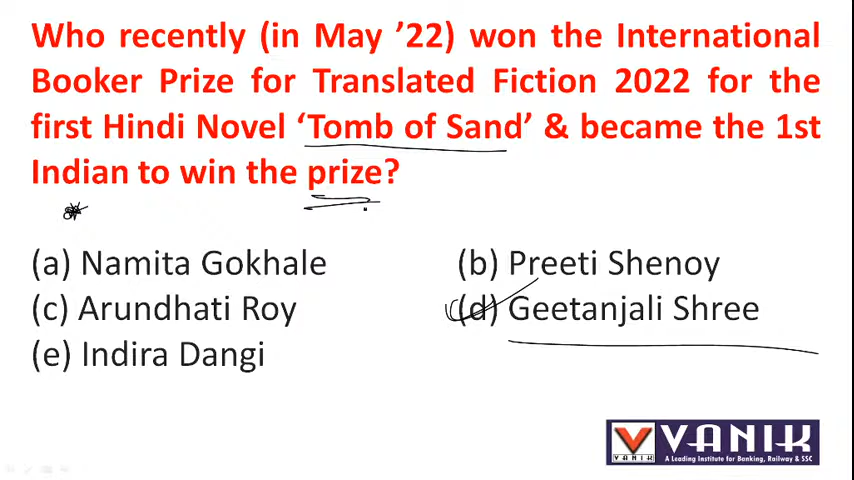 Who recently (in May ’22) won the International
Booker Prize for Translated Fiction 2022 for the
first Hindi Novel ‘Tomb of Sand’ & became the 1st
Indian to win the prize?
(a) Namita Gokhale (b) Preeti Shenoy
(c) Arundhati Roy (d) Geetanjali Shree
(e) Indira Dangi
VANIK
VANIK
A Leading Institute for Banking, Railway & SSC